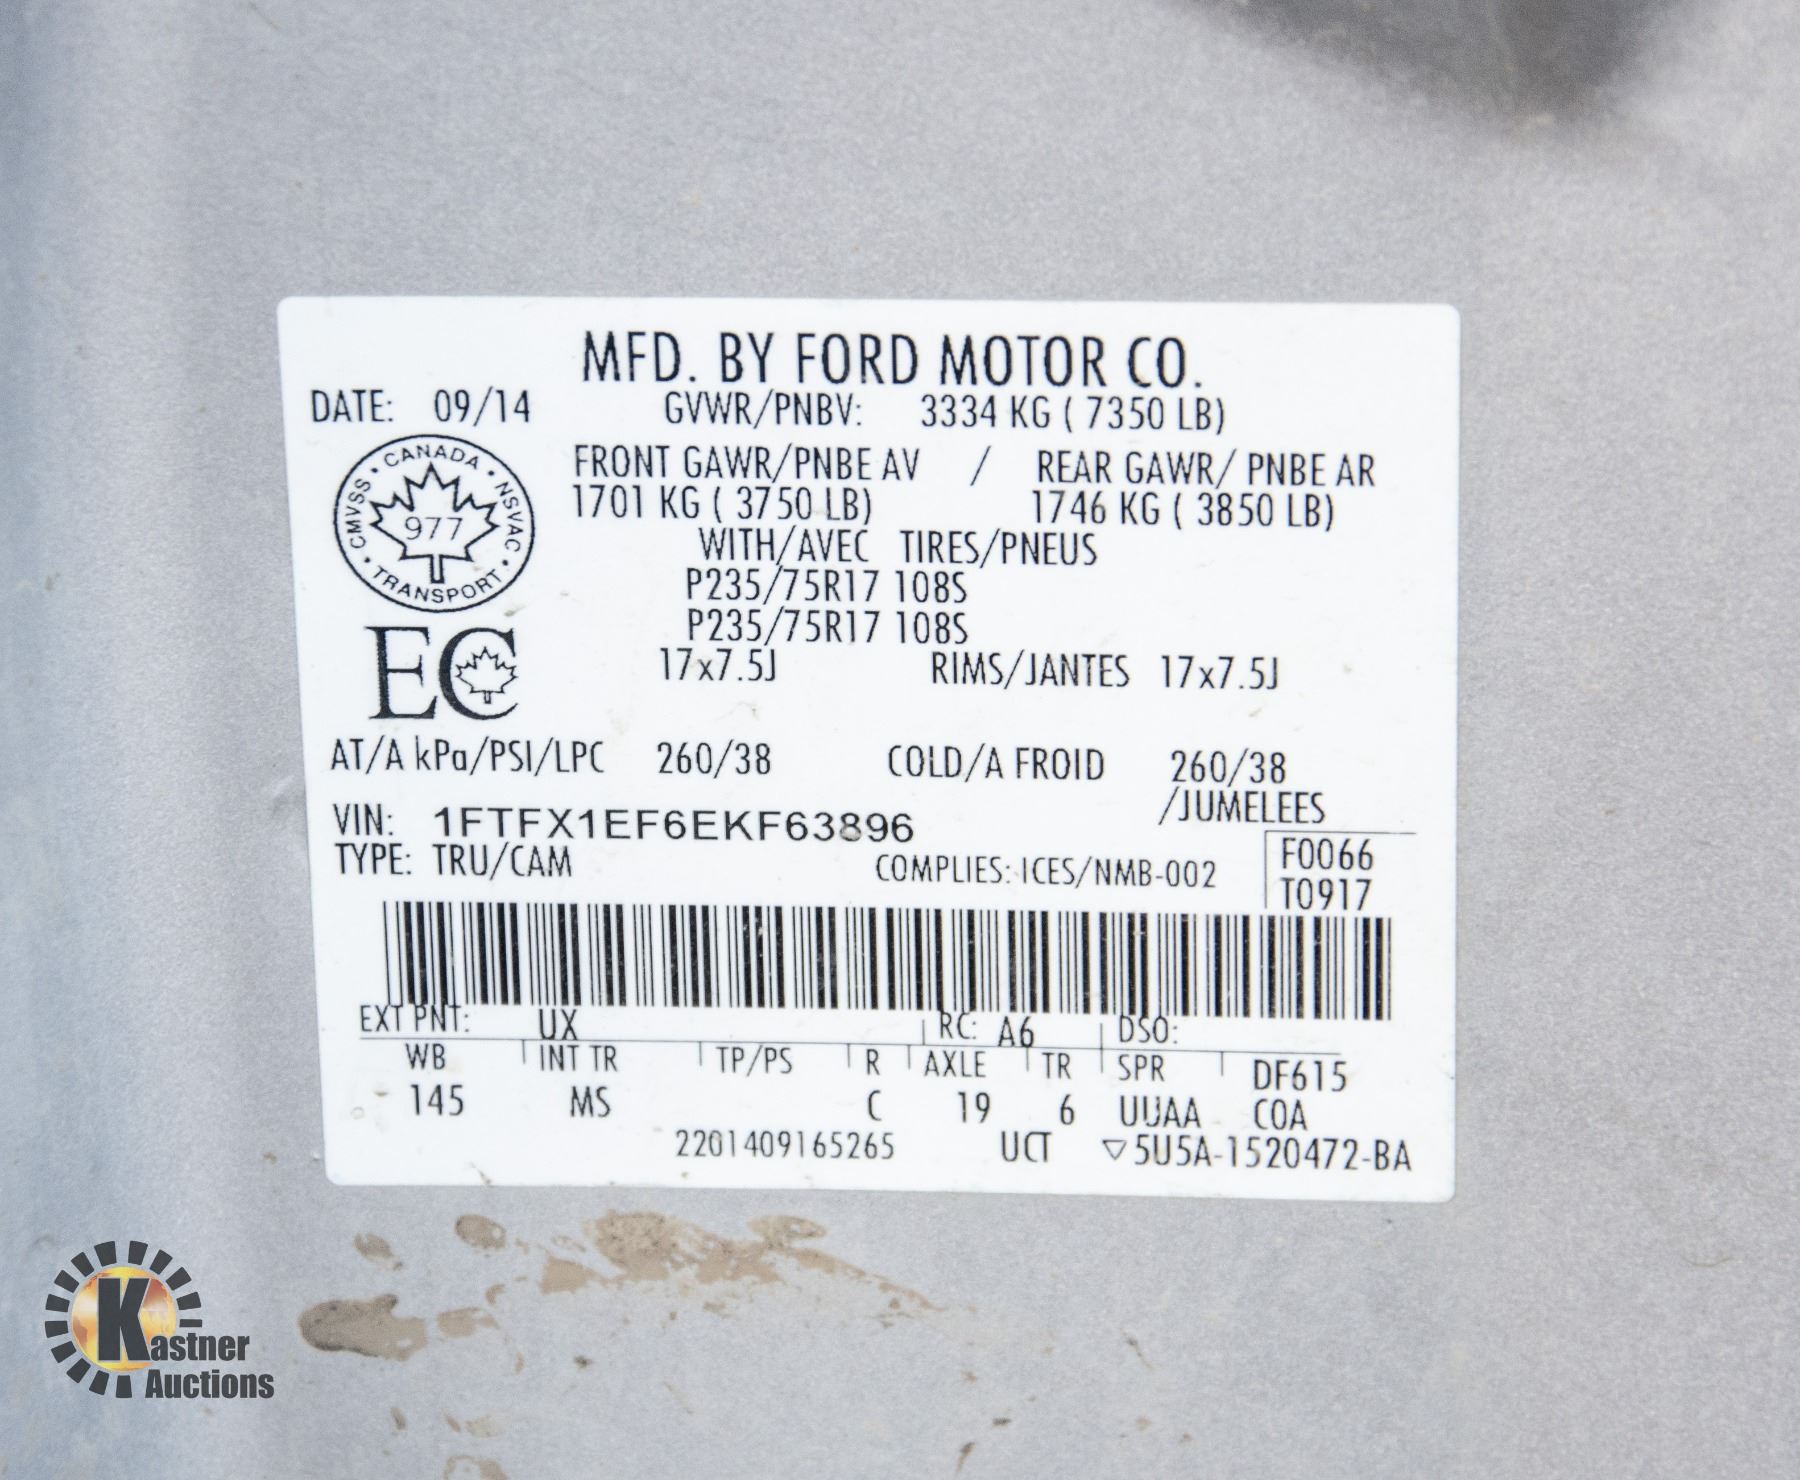 MFD. BY FORD MOTOR CO.
DATE: 09/14 GVWR/PNBV: 3334 KG ( 7350 LB)
FRONT GAWR/PNBE AV / REAR GAWR/ PNBE AR
1701 KG ( 3750 LB) 1746 KG ( 3850 LB)
WITH/AVEC TIRES/PNEUS
P235/75R17 108S
P235/75R17 108S
17x7.5J RIMS/JANTES 17x7.5J
CANADA • NSVAC • TRANSPORT • CMVSS •
977
EC
AT/A kPa/PSI/LPC 260/38 COLD/A FROID 260/38
/JUMELEES
VIN: 1FTFX1EF6EKF63896
TYPE: TRU/CAM COMPLIES: ICES/NMB-002
F0066
T0917
EXT PNT: UX RC: A6 DSO:
WB INT TR TP/PS R AXLE TR SPR DF615
145 MS C 19 6 UUAA COA
2201409165265 UCT ▽5U5A-1520472-BA
Kastner
Auctions